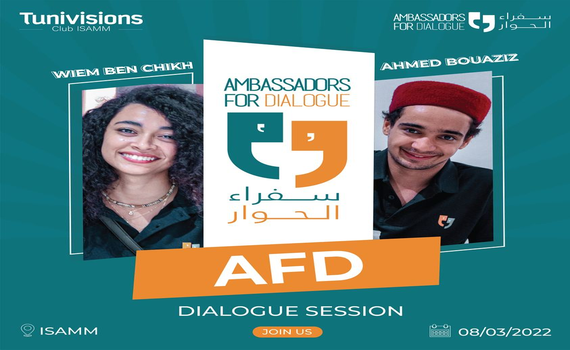 Tunivisions
Club ISAMM
AMBASSADORS
FOR DIALOGUE
سفراء
الحوار
WIEM BEN CHIKH
AHMED BOUAZIZ
AMBASSADORS
FOR DIALOGUE
سفراء
الحوار
AFD
DIALOGUE SESSION
JOIN US
ISAMM
08/03/2022